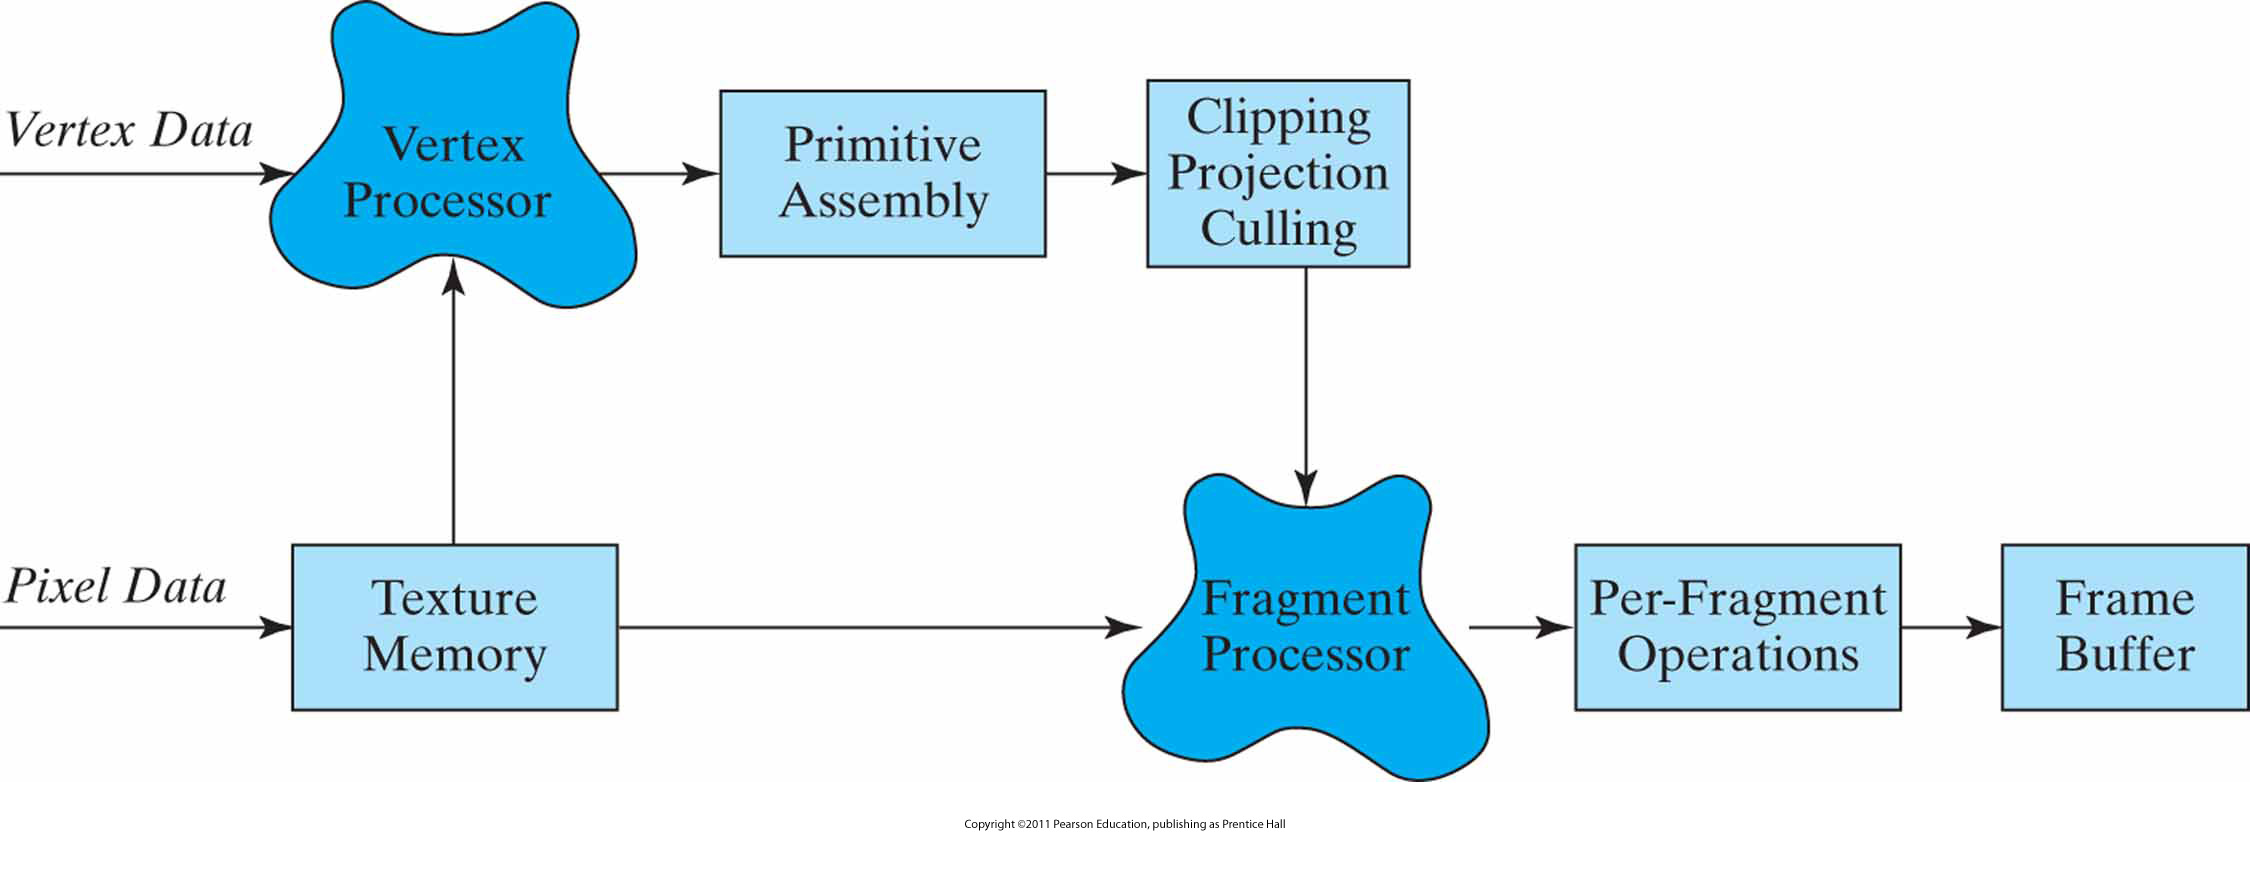 Vertex Data
Vertex
Processor
Primitive
Assembly
Clipping
Projection
Culling
Pixel Data
Texture
Memory
Fragment
Processor
Per-Fragment
Operations
Frame
Buffer
Copyright ©2011 Pearson Education, publishing as Prentice Hall